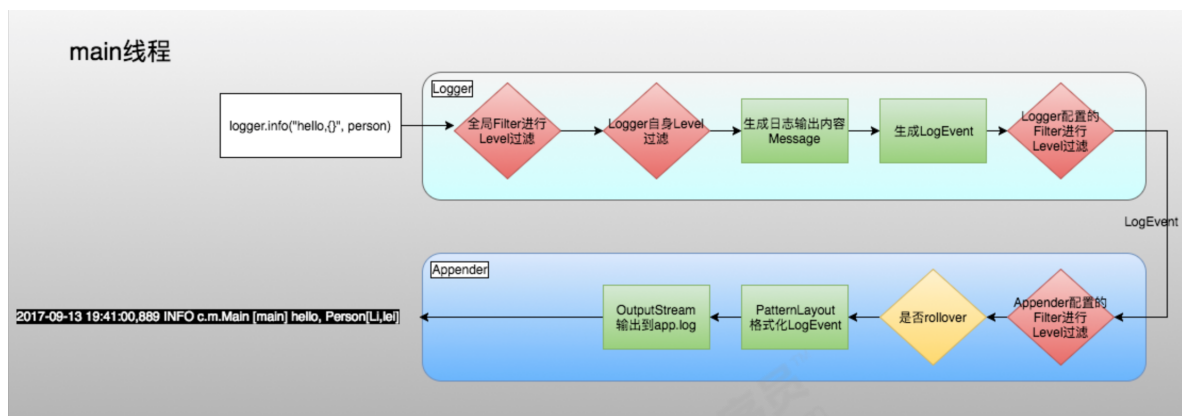 main线程
Logger
logger.info("hello,{}", person)
全局Filter进行
Level过滤
Logger自身Level
过滤
生成日志输出内容
Message
生成LogEvent
Logger配置的
Filter进行
Level过滤
LogEvent
Appender
2017-09-13 19:41:00,889 INFO c.m.Main [main] hello, Person[Li,lei]
OutputStream
输出到app.log
PatternLayout
格式化LogEvent
是否rollover
Appender配置的
Filter进行
Level过滤